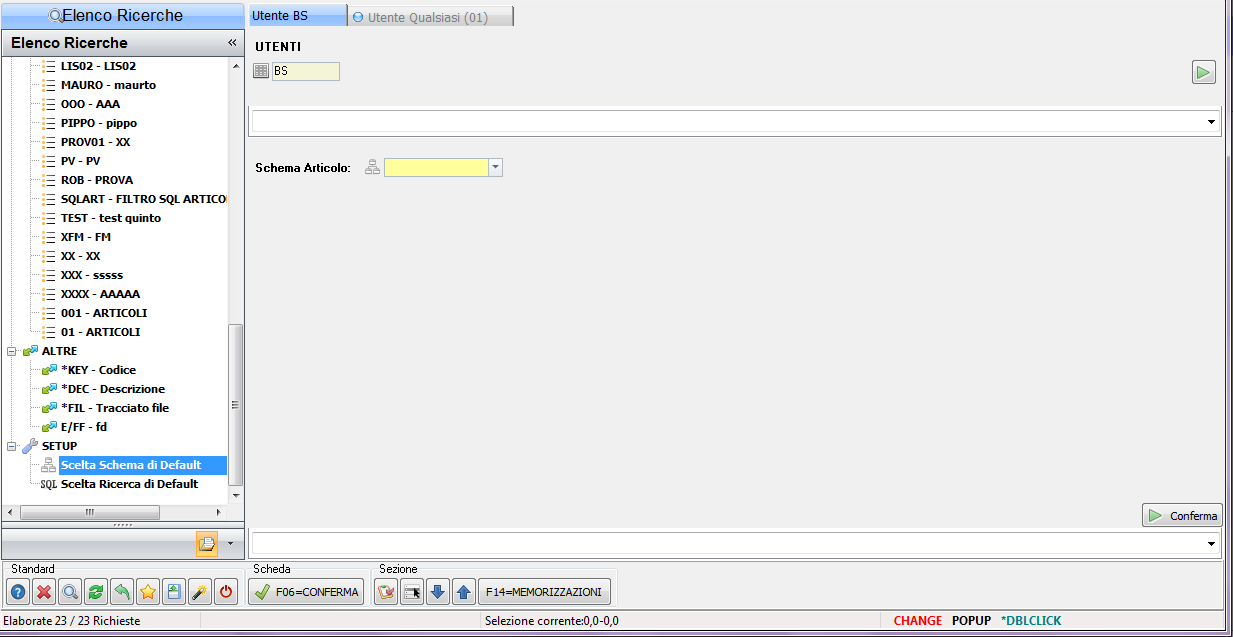 Elenco Ricerche
Elenco Ricerche «
LIS02 - LIS02
MAURO - maurto
OOO - AAA
PIPPO - pippo
PROV01 - XX
PV - PV
ROB - PROVA
SQLART - FILTRO SQL ARTICO
TEST - test quinto
XFM - FM
XX - XX
XXX - sssss
XXXX - AAAAA
001 - ARTICOLI
01 - ARTICOLI
ALTRE
*KEY - Codice
*DEC - Descrizione
*FIL - Tracciato file
E/FF - fd
SETUP
Scelta Schema di Default
SQL Scelta Ricerca di Default
Utente BS
Utente Qualsiasi (01)
UTENTI
BS
Schema Articolo:
Conferma
Standard
Scheda
F06=CONFERMA
Sezione
F14=MEMORIZZAZIONI
Elaborate 23 / 23 Richieste
Selezione corrente:0,0-0,0
CHANGE POPUP *DBLCLICK